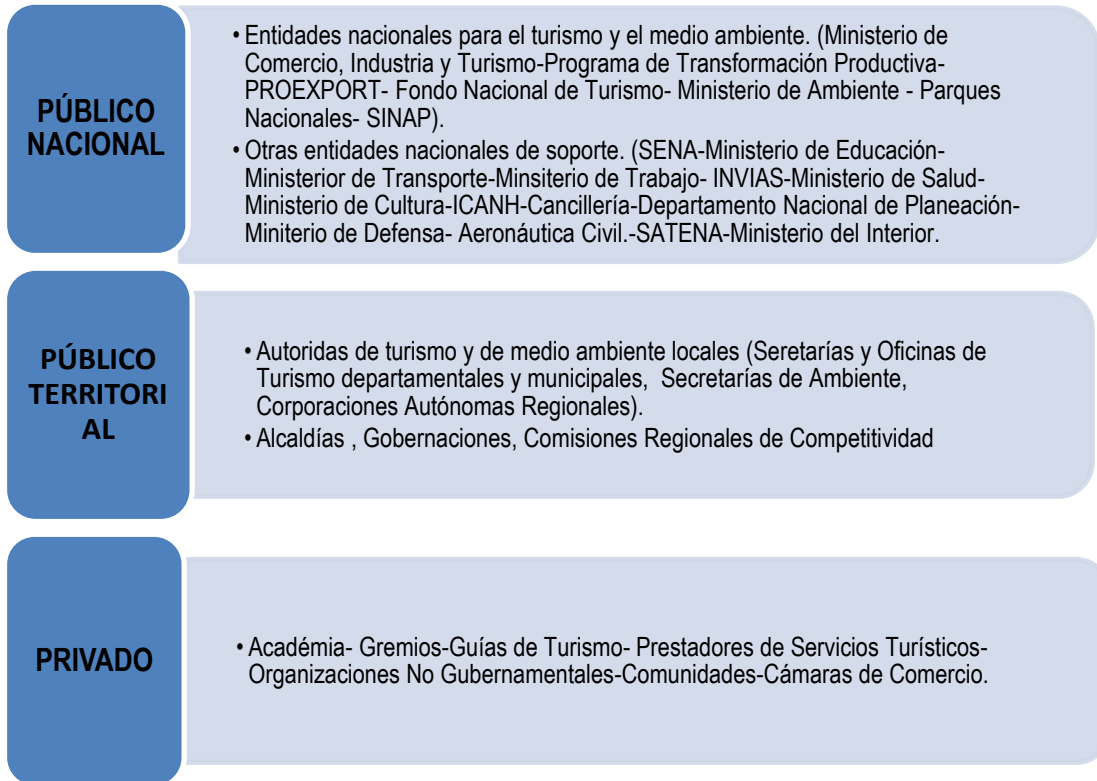 PÚBLICO
NACIONAL
• Entidades nacionales para el turismo y el medio ambiente. (Ministerio de
Comercio, Industria y Turismo-Programa de Transformación Productiva-
PROEXPORT- Fondo Nacional de Turismo- Ministerio de Ambiente - Parques
Nacionales- SINAP).
• Otras entidades nacionales de soporte. (SENA-Ministerio de Educación-
Ministerior de Transporte-Minsiterio de Trabajo- INVIAS-Ministerio de Salud-
Ministerio de Cultura-ICANH-Cancillería-Departamento Nacional de Planeación-
Miniterio de Defensa- Aeronáutica Civil.-SATENA-Ministerio del Interior.
PÚBLICO
TERRITORI
AL
• Autoridas de turismo y de medio ambiente locales (Seretarías y Oficinas de
Turismo departamentales y municipales, Secretarías de Ambiente,
Corporaciones Autónomas Regionales).
• Alcaldías , Gobernaciones, Comisiones Regionales de Competitividad
PRIVADO
• Académia- Gremios-Guías de Turismo- Prestadores de Servicios Turísticos-
Organizaciones No Gubernamentales-Comunidades-Cámaras de Comercio.